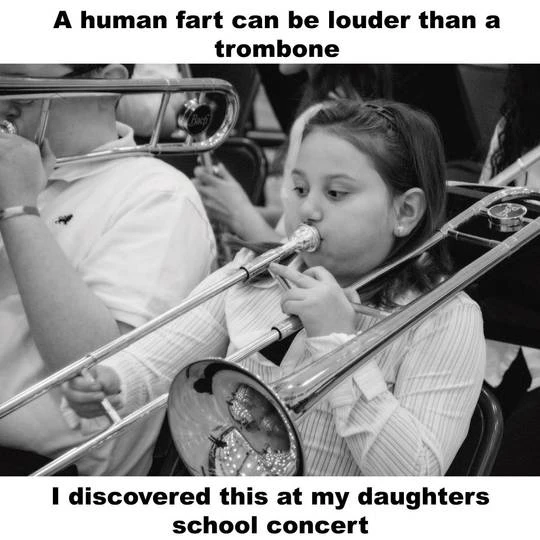 A human fart can be louder than a
trombone
Bach
I discovered this at my daughters
school concert